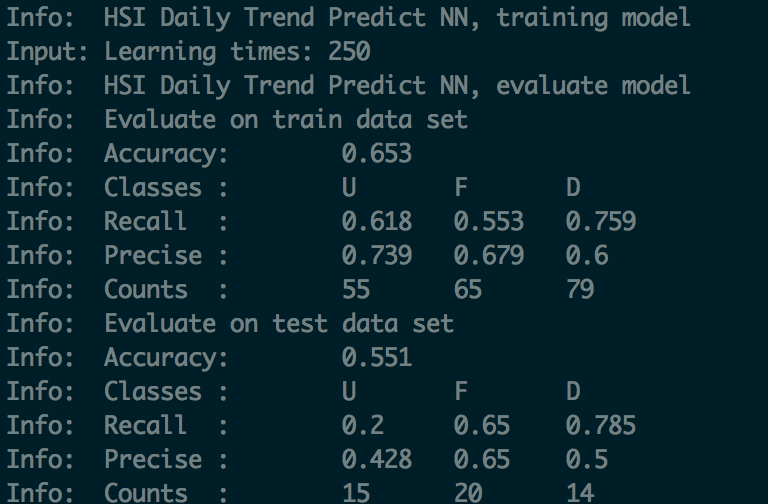 Info:  HSI Daily Trend Predict NN, training model
Input: Learning times: 250
Info:  HSI Daily Trend Predict NN, evaluate model
Info:  Evaluate on train data set
Info:  Accuracy:        0.653
Info:  Classes :        U       F       D
Info:  Recall  :        0.618   0.553   0.759
Info:  Precise :        0.739   0.679   0.6
Info:  Counts  :        55      65      79
Info:  Evaluate on test data set
Info:  Accuracy:        0.551
Info:  Classes :        U       F       D
Info:  Recall  :        0.2     0.65    0.785
Info:  Precise :        0.428   0.65    0.5
Info:  Counts  :        15      20      14